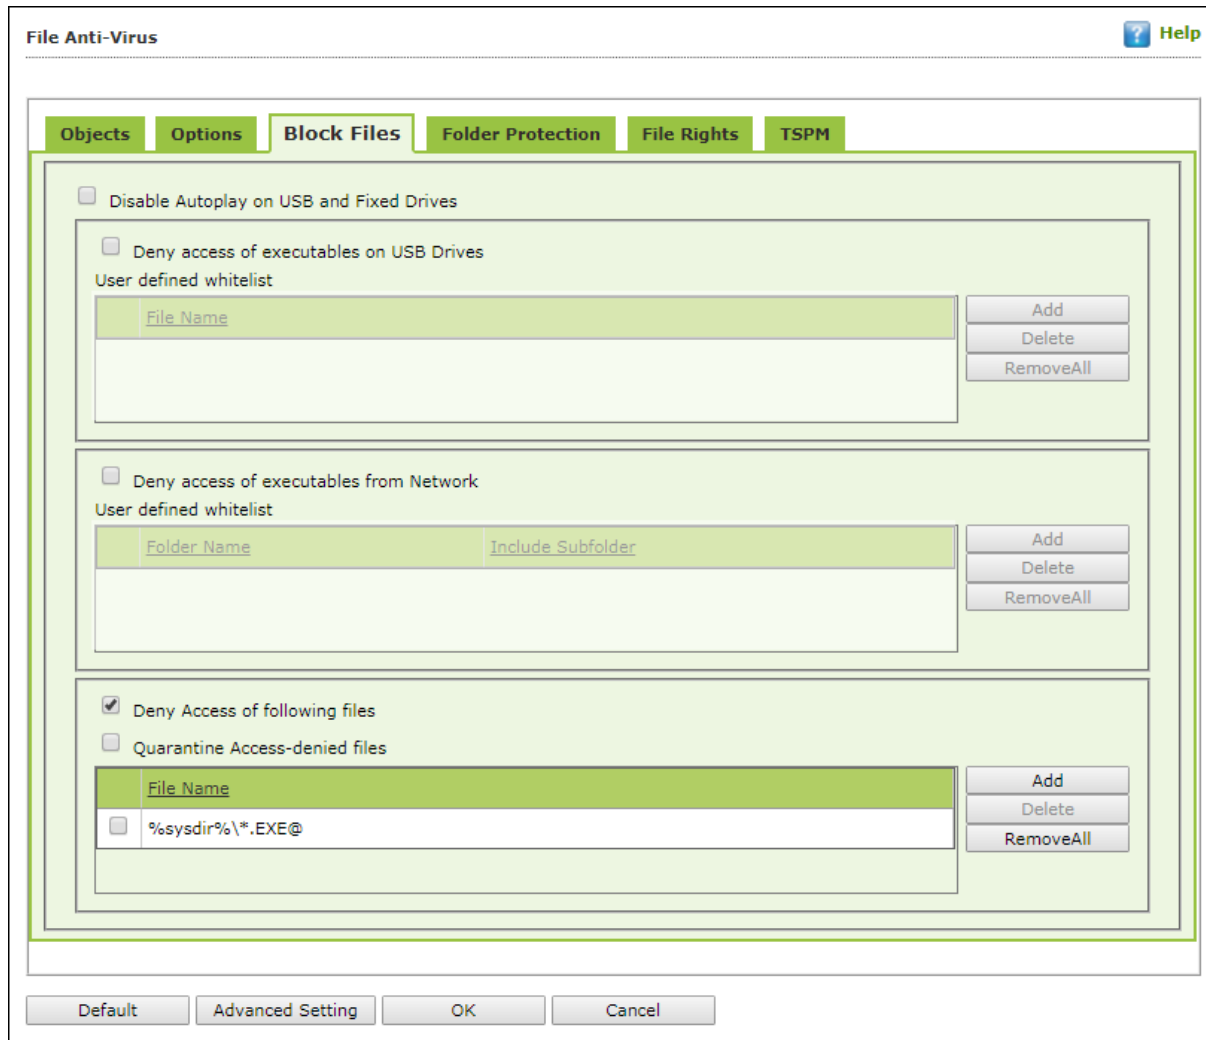 File Anti-Virus
Help
Objects Options Block Files Folder Protection File Rights TSPM
Disable Autoplay on USB and Fixed Drives
Deny access of executables on USB Drives
User defined whitelist
File Name
Add
Delete
RemoveAll
Deny access of executables from Network
User defined whitelist
Folder Name Include Subfolder
Add
Delete
RemoveAll
Deny Access of following files
Quarantine Access-denied files
File Name
%sysdir%\*.EXE@
Add
Delete
RemoveAll
Default Advanced Setting OK Cancel